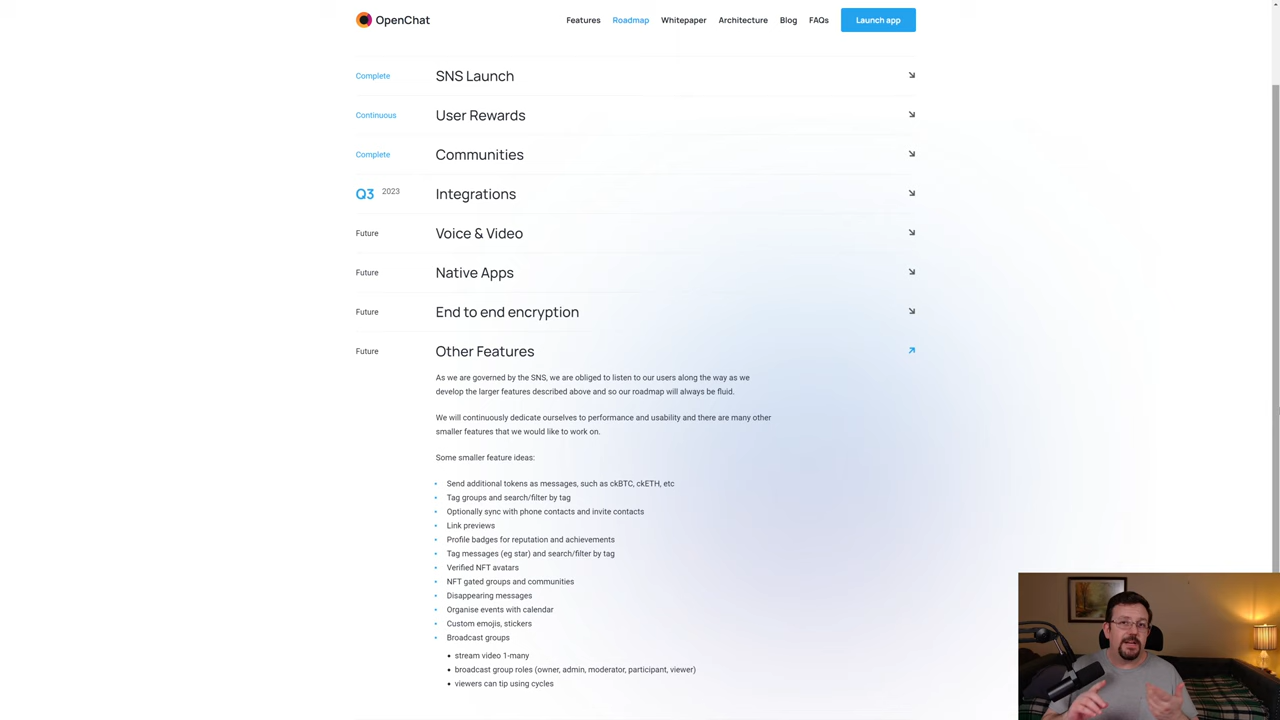 OpenChat
Features Roadmap Whitepaper Architecture Blog FAQs Launch app
Complete SNS Launch
Continuous User Rewards
Complete Communities
Q3 2023 Integrations
Future Voice & Video
Future Native Apps
Future End to end encryption
Future Other Features
As we are governed by the SNS, we are obliged to listen to our users along the way as we
develop the larger features described above and so our roadmap will always be fluid.
We will continuously dedicate ourselves to performance and usability and there are many other
smaller features that we would like to work on.
Some smaller feature ideas:
Send additional tokens as messages, such as ckBTC, ckETH, etc
Tag groups and search/filter by tag
Optionally sync with phone contacts and invite contacts
Link previews
Profile badges for reputation and achievements
Tag messages (eg star) and search/filter by tag
Verified NFT avatars
NFT gated groups and communities
Disappearing messages
Organise events with calendar
Custom emojis, stickers
Broadcast groups
stream video 1-many
broadcast group roles (owner, admin, moderator, participant, viewer)
viewers can tip using cycles